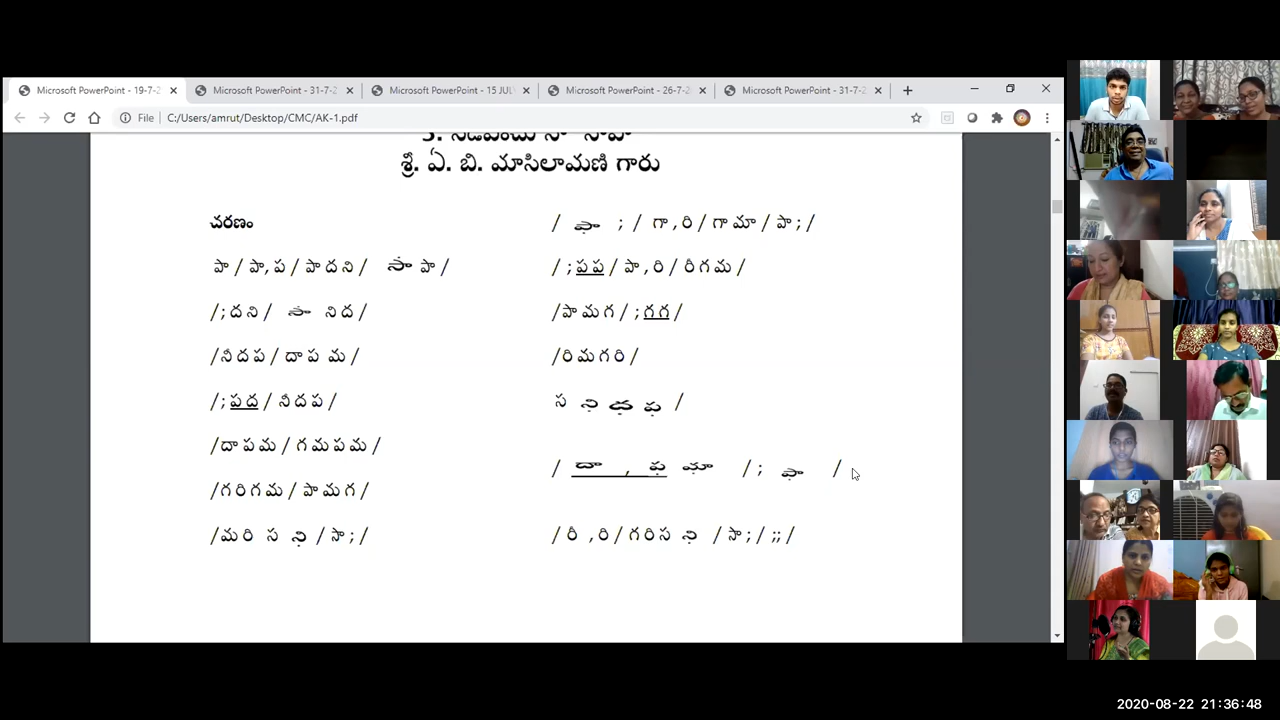 Microsoft PowerPoint - 19-7-2
Microsoft PowerPoint - 31-7-2
Microsoft PowerPoint - 15 JUL
Microsoft PowerPoint - 26-7-2
Microsoft PowerPoint - 31-7-2
File | C:/Users/amrut/Desktop/CMC/AK-1.pdf
శ్రీ. ఏ. బి. మాసిలామణి గారు
చరణం
పా / పా, ప / పాదని / సా పా /
/ ; దని / సా నిద /
/నిదప / దాప మ /
/ ; పద / నిదప /
/దాపమ / గమపమ /
/గరిగమ / పామగ /
/మరి స ని / సా ; /
/ పా ; / గా , రి / గామా / పా ; /
/ ; పప / పా , రి / రీగమ /
/పామగ / ; గగ /
/రిమగరి /
స ని ద ప /
/ దా , ప మా / ; పా /
/ రీ , రి / గరిస ని / సా ; / ;; /
2020-08-22 21:36:48